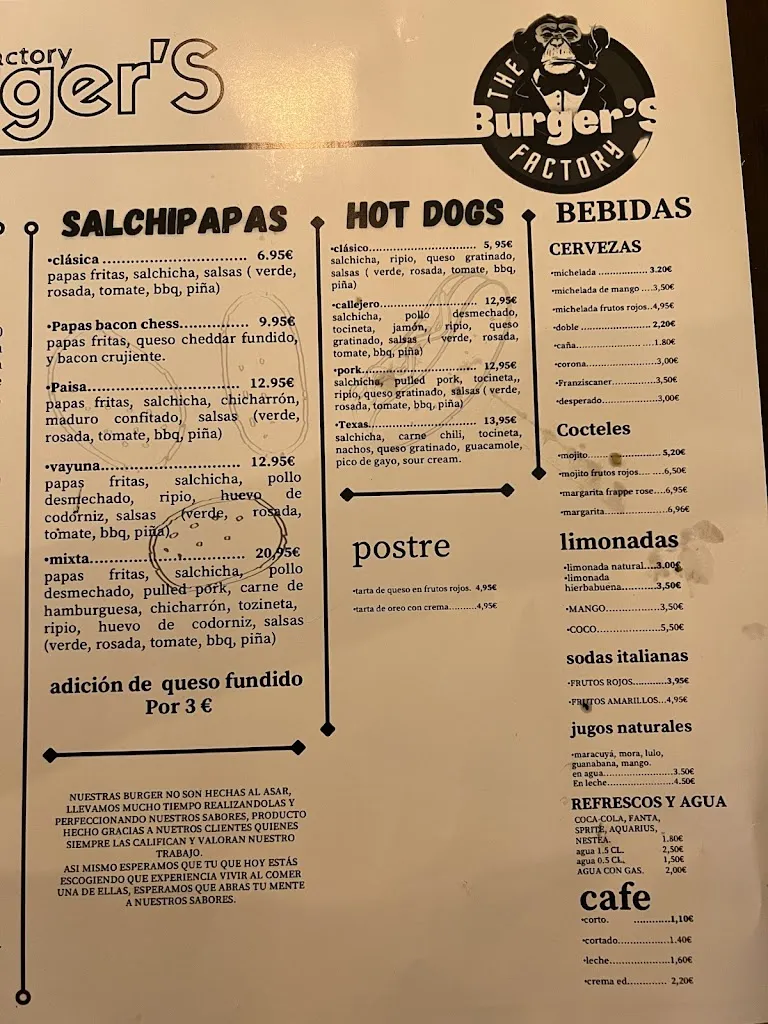 ger'S
THE
Burger'S
FACTORY
SALCHIPAPAS
•clásica ............................. 6.95€
papas fritas, salchicha, salsas ( verde,
rosada, tomate, bbq, piña)
•Papas bacon chess.............. 9.95€
papas fritas, queso cheddar fundido,
y bacon crujiente.
•Paisa................................. 12.95€
papas fritas, salchicha, chicharrón,
maduro confitado, salsas (verde,
rosada, tomate, bbq, piña)
•vayuna............................ 12.95€
papas fritas, salchicha, pollo
desmechado, ripio, huevo de
codorniz, salsas (verde, rosada,
tomate, bbq, piña)
•mixta............................... 20,95€
papas fritas, salchicha, pollo
desmechado, pulled pork, carne de
hamburguesa, chicharrón, tozineta,
ripio, huevo de codorniz, salsas
(verde, rosada, tomate, bbq, piña)
adición de queso fundido
Por 3 €
NUESTRAS BURGER NO SON HECHAS AL ASAR,
LLEVAMOS MUCHO TIEMPO REALIZANDOLAS Y
PERFECCIONANDO NUESTROS SABORES, PRODUCTO
HECHO GRACIAS A NUETROS CLIENTES QUIENES
SIEMPRE LAS CALIFICAN Y VALORAN NUESTRO
TRABAJO.
ASI MISMO ESPERAMOS QUE TU QUE HOY ESTÁS
ESCOGIENDO QUE EXPERIENCIA VIVIR AL COMER
UNA DE ELLAS, ESPERAMOS QUE ABRAS TU MENTE
A NUESTROS SABORES.
HOT DOGS
•clásico............................... 5, 95€
salchicha, ripio, queso gratinado,
salsas ( verde, rosada, tomate, bbq,
piña)
•callejero............................ 12,95€
salchicha, pollo desmechado,
tocineta, jamón, ripio, queso
gratinado, salsas ( verde, rosada,
tomate, bbq, piña)
•pork.................................. 12,95€
salchicha, pulled pork, tocineta,,
ripio, queso gratinado, salsas ( verde,
rosada, tomate, bbq, piña)
•Texas................................ 13,95€
salchicha, carne chili, tocineta,
nachos, queso gratinado, guacamole,
pico de gayo, sour cream.
postre
•tarta de queso en frutos rojos. 4,95€
•tarta de oreo con crema..........4,95€
BEBIDAS
CERVEZAS
•michelada ............... 3.20€
•michelada de mango ....3,50€
•michelada frutos rojos..4,95€
•doble ..................... 2,20€
•caña.........................1.80€
•corona......................3,00€
•Franziscaner..............3,50€
•desperado.................3,00€
Cocteles
•mojito...................... 5,20€
•mojito frutos rojos.... ....6,50€
•margarita frappe rose...6,95€
•margarita....................6,96€
limonadas
•limonada natural....3.00€
•limonada
hierbabuena...........3,50€
•MANGO................3,50€
•COCO...................5,50€
sodas italianas
•FRUTOS ROJOS............3,95€
•FRUTOS AMARILLOS...4,95€
jugos naturales
•maracuyá, mora, lulo,
guanabana, mango.
en agua....................3.50€
En leche...................4.50€
REFRESCOS Y AGUA
COCA-COLA, FANTA,
SPRITE, AQUARIUS,
NESTEA. 1.80€
agua 1.5 CL. 2,50€
agua 0.5 CL, 1,50€
AGUA CON GAS. 2,00€
cafe
•corto. ............1,10€
•cortado................1.40€
•leche...................1,60€
•crema ed............ 2,20€